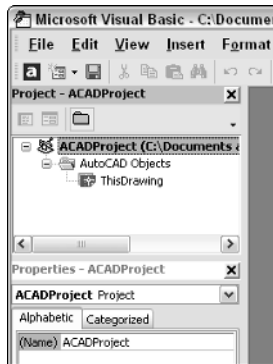 Microsoft Visual Basic - C:\Docume
File Edit View Insert Format
Project - ACADProject
ACADProject (C:\Documents a
AutoCAD Objects
ThisDrawing
Properties - ACADProject
ACADProject Project
Alphabetic Categorized
(Name) ACADProject